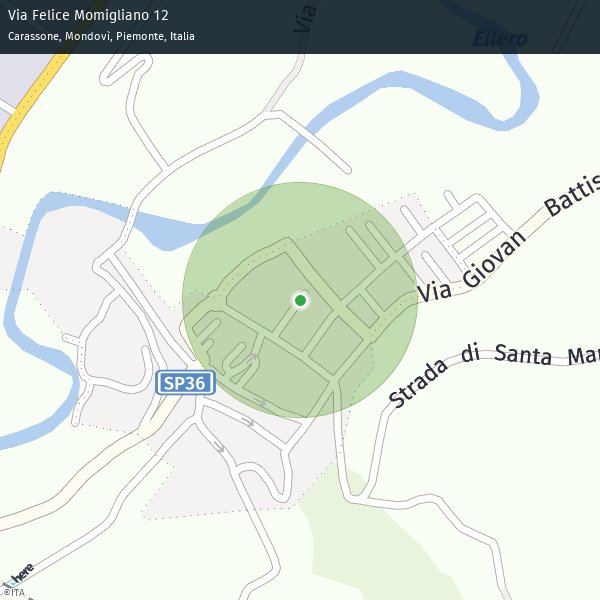 Via Felice Momigliano 12
Carassone, Mondovì, Piemonte, Italia
Via
Ellero
Battis
Via Giovan
Strada di Santa Mar
SP36
here
©ITA